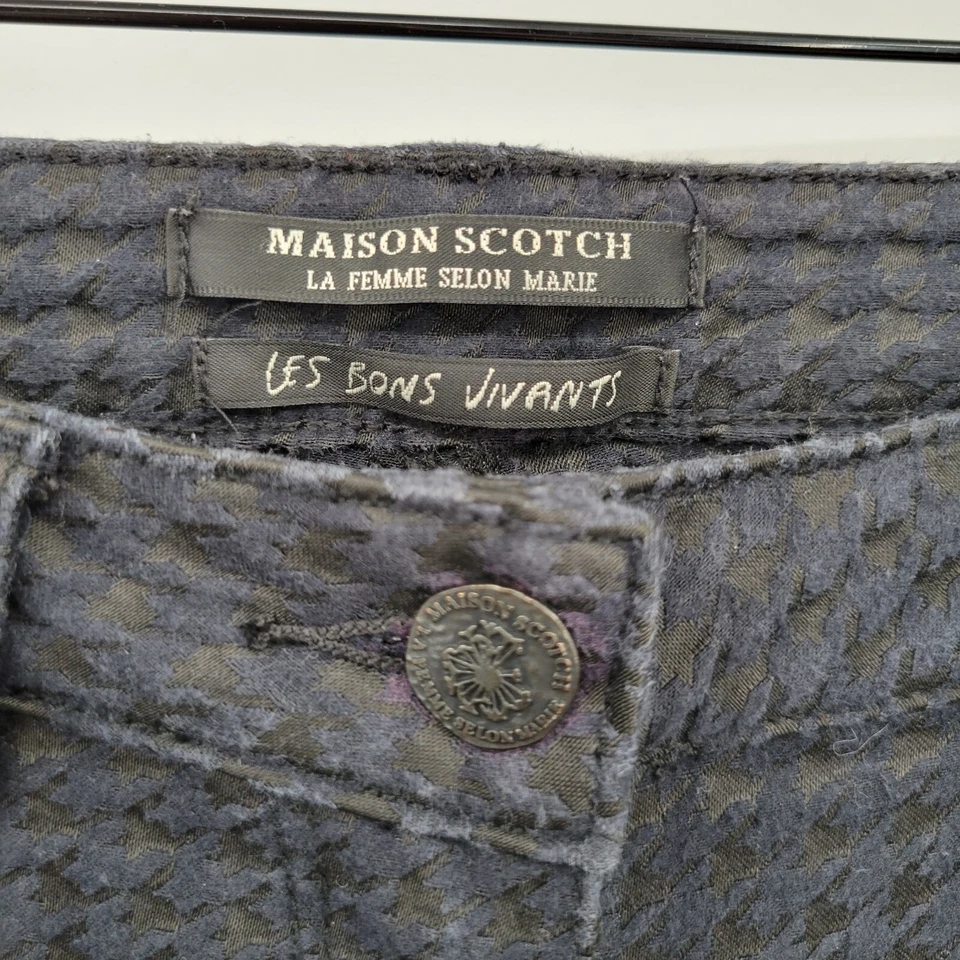 MAISON SCOTCH
LA FEMME SELON MARIE
LES BONS VIVANTS
MAISON SCOTCH
LA FEMME SELON MARIE